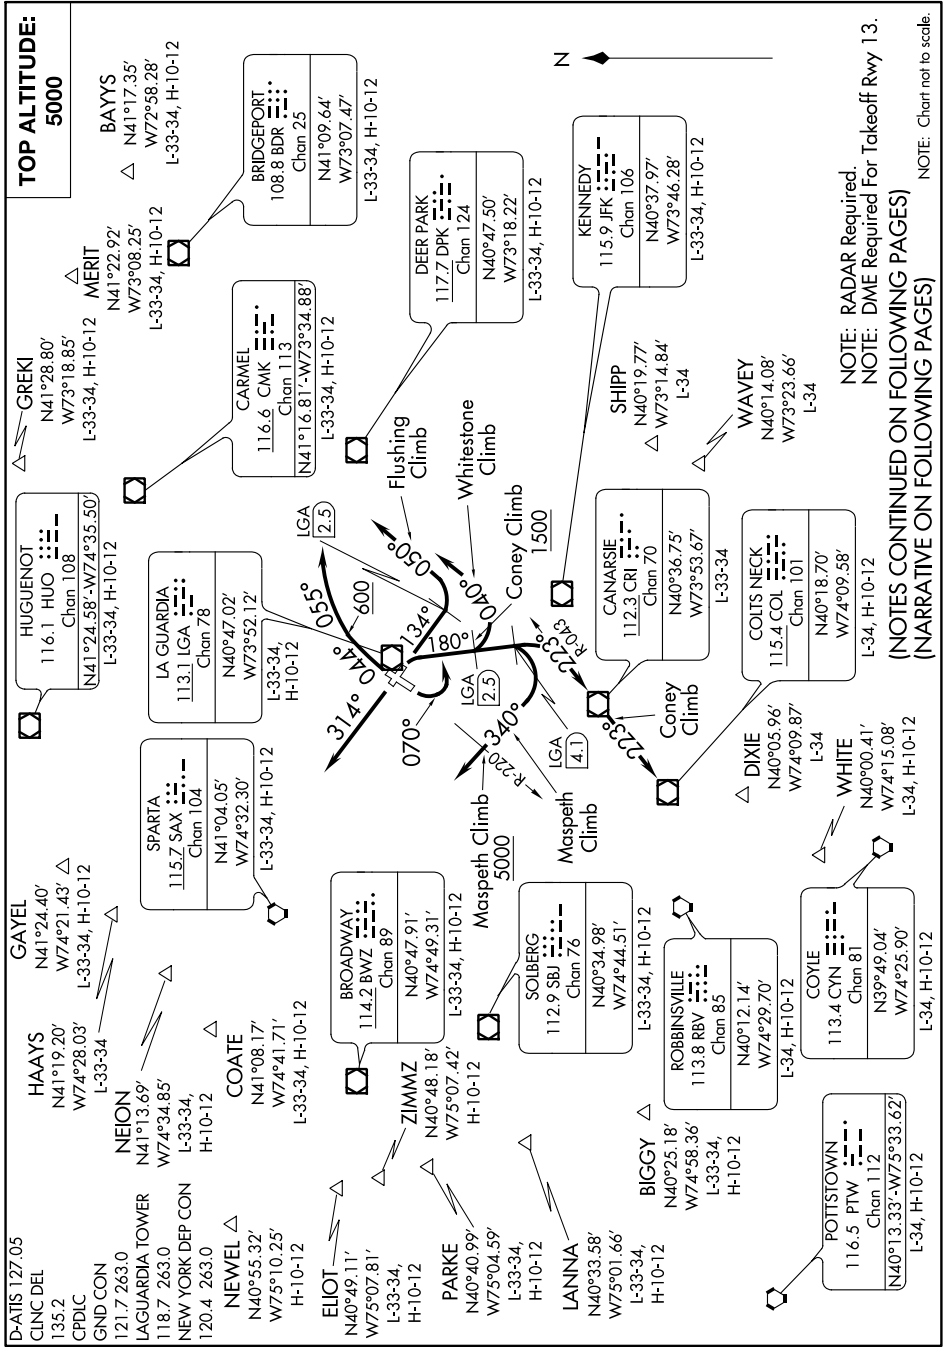 TOP ALTITUDE:
5000
D-ATIS 127.05
CLNC DEL
135.2
CPDLC
GND CON
121.7 263.0
LAGUARDIA TOWER
118.7 263.0
NEW YORK DEP CON
120.4 263.0
HAAYS
N41°19.20′
W74°28.03′
L-33-34
GAYEL
N41°24.40′
W74°21.43′
L-33-34, H-10-12
HUGUENOT
116.1 HUO
Chan 108
N41°24.58′-W74°35.50′
L-33-34, H-10-12
GREKI
N41°28.80′
W73°18.85′
L-33-34, H-10-12
MERIT
N41°22.92′
W73°08.25′
L-33-34, H-10-12
BAYYS
N41°17.35′
W72°58.28′
L-33-34, H-10-12
NEION
N41°13.69′
W74°34.85′
L-33-34,
H-10-12
SPARTA
115.7 SAX
Chan 104
N41°04.05′
W74°32.30′
L-33-34, H-10-12
LA GUARDIA
113.1 LGA
Chan 78
N40°47.02′
W73°52.12′
L-33-34,
H-10-12
CARMEL
116.6 CMK
Chan 113
N41°16.81′-W73°34.88′
L-33-34, H-10-12
BRIDGEPORT
108.8 BDR
Chan 25
N41°09.64′
W73°07.47′
L-33-34, H-10-12
COATE
N41°08.17′
W74°41.71′
L-33-34, H-10-12
NEWEL
N40°55.32′
W75°10.25′
H-10-12
ELIOT
N40°49.11′
W75°07.81′
L-33-34,
H-10-12
ZIMMZ
N40°48.18′
W75°07.42′
H-10-12
BROADWAY
114.2 BWZ
Chan 89
N40°47.91′
W74°49.31′
L-33-34, H-10-12
314°
044°
055°
600
LGA
2.5
134°
050°
Flushing
Climb
070°
180°
040°
Whitestone
Climb
LGA
2.5
Coney Climb
1500
340°
R-220
LGA
4.1
Maspeth Climb
5000
Maspeth
Climb
R-043
223°
223°
Coney
Climb
DEER PARK
117.7 DPK
Chan 124
N40°47.50′
W73°18.22′
L-33-34, H-10-12
KENNEDY
115.9 JFK
Chan 106
N40°37.97′
W73°46.28′
L-33-34, H-10-12
N
PARKE
N40°40.99′
W75°04.59′
L-33-34,
H-10-12
LANNA
N40°33.58′
W75°01.66′
L-33-34,
H-10-12
SOLBERG
112.9 SBJ
Chan 76
N40°34.98′
W74°44.51′
L-33-34, H-10-12
CANARSIE
112.3 CRI
Chan 70
N40°36.75′
W73°53.67′
L-33-34
SHIPP
N40°19.77′
W73°14.84′
L-34
WAVEY
N40°14.08′
W73°23.66′
L-34
BIGGY
N40°25.18′
W74°58.36′
L-33-34,
H-10-12
ROBBINSVILLE
113.8 RBV
Chan 85
N40°12.14′
W74°29.70′
L-34, H-10-12
DIXIE
N40°05.96′
W74°09.87′
L-34
COLTS NECK
115.4 COL
Chan 101
N40°18.70′
W74°09.58′
L-34, H-10-12
WHITE
N40°00.41′
W74°15.08′
L-34, H-10-12
POTTSTOWN
116.5 PTW
Chan 112
N40°13.33′-W75°33.62′
L-34, H-10-12
COYLE
113.4 CYN
Chan 81
N39°49.04′
W74°25.90′
L-34, H-10-12
NOTE: RADAR Required.
NOTE: DME Required For Takeoff Rwy 13.
(NOTES CONTINUED ON FOLLOWING PAGES)
(NARRATIVE ON FOLLOWING PAGES)
NOTE: Chart not to scale.